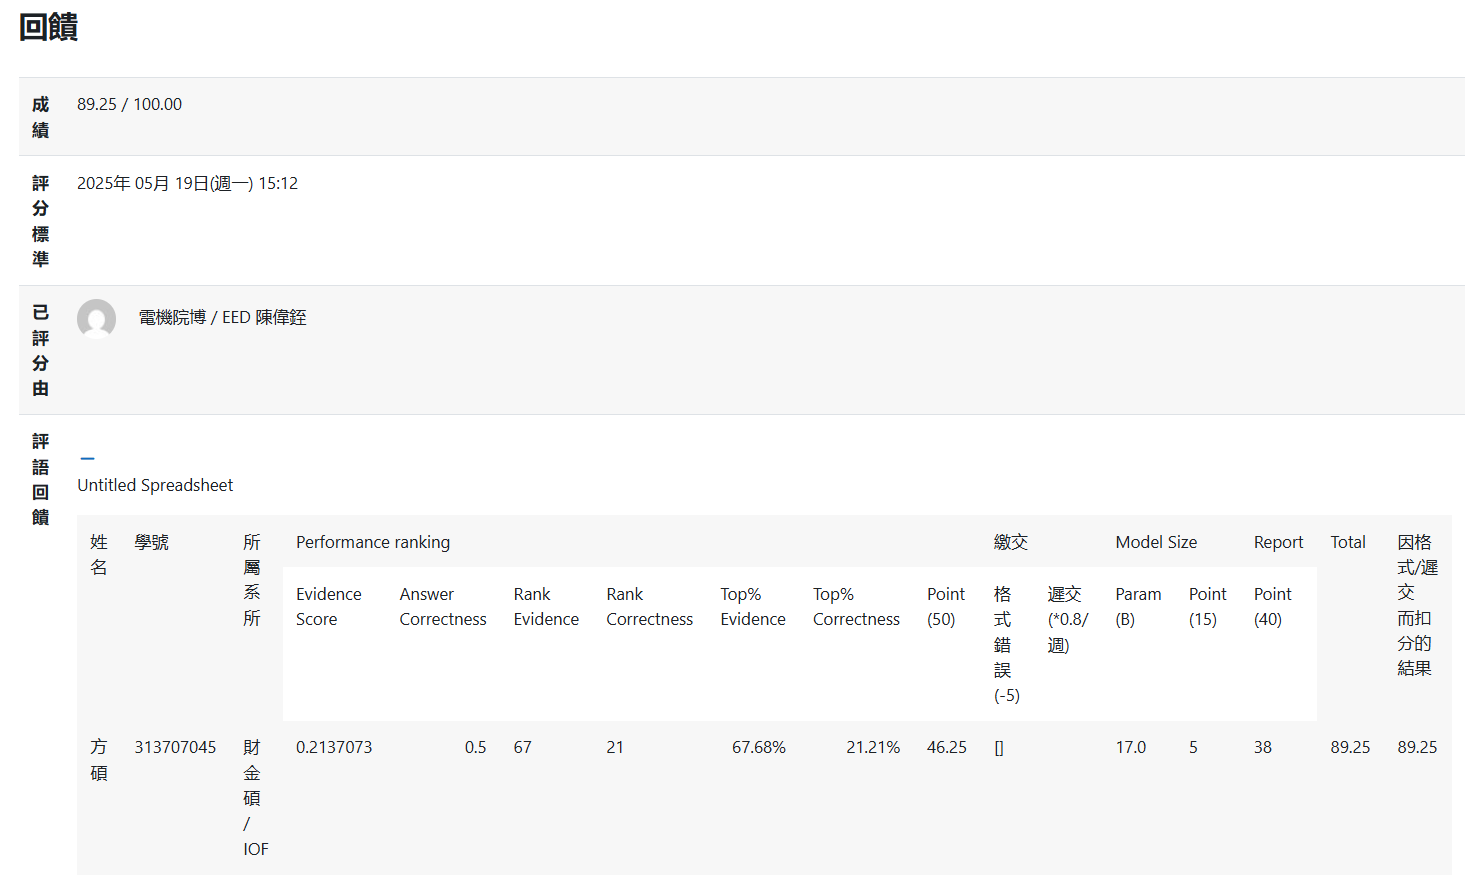 回饋
成績
89.25 / 100.00
評分標準
2025年 05月 19日(週一) 15:12
已評分由
電機院博 / EED 陳偉銍
評語回饋
Untitled Spreadsheet
姓名
學號
所屬系所
Performance ranking
繳交
Model Size
Report
Total
因格式/遲交而扣分的結果
Evidence Score
Answer Correctness
Rank Evidence
Rank Correctness
Top% Evidence
Top% Correctness
Point (50)
格式錯誤 (-5)
遲交 (*0.8/週)
Param (B)
Point (15)
Point (40)
方碩
313707045
財金碩 / IOF
0.2137073
0.5
67
21
67.68%
21.21%
46.25
[]
17.0
5
38
89.25
89.25